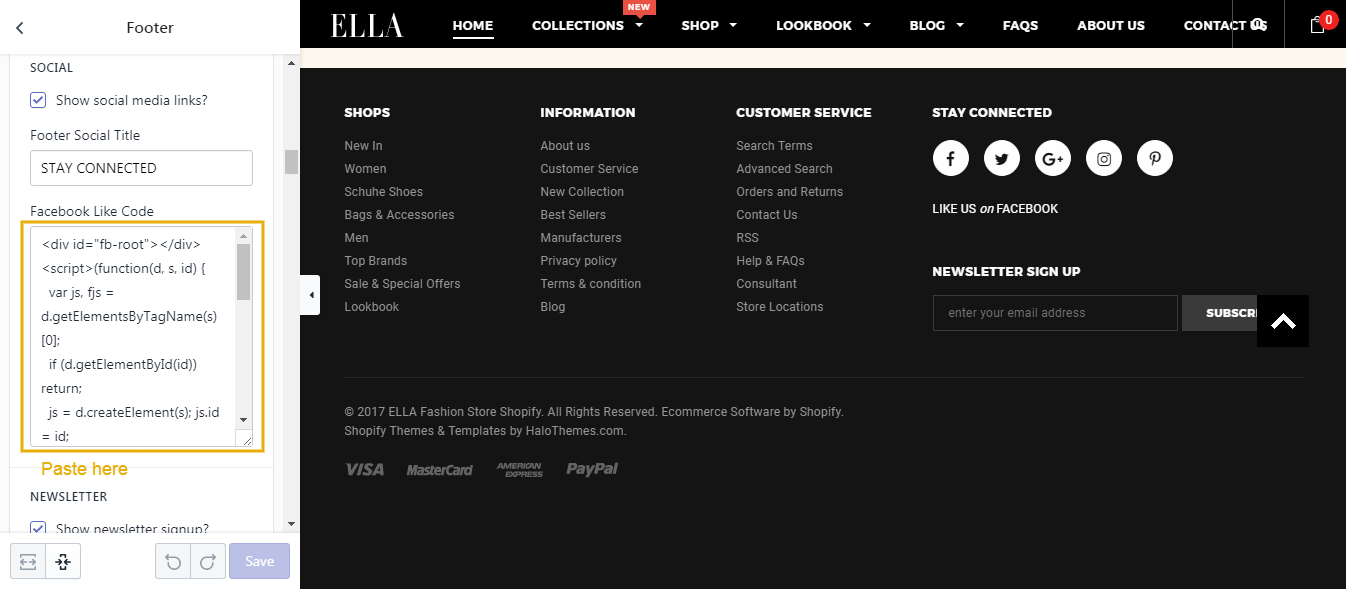 Footer
SOCIAL
Show social media links?
Footer Social Title
STAY CONNECTED
Facebook Like Code
<div id="fb-root"></div>
<script>(function(d, s, id) {
var js, fjs =
d.getElementsByTagName(s)
[0];
if (d.getElementById(id))
return;
js = d.createElement(s); js.id
= id;
Paste here
NEWSLETTER
Show newsletter signup?
Save
NEW
ELLA
HOME COLLECTIONS SHOP LOOKBOOK BLOG FAQS ABOUT US CONTACT US
0
SHOPS
New In
Women
Schuhe Shoes
Bags & Accessories
Men
Top Brands
Sale & Special Offers
Lookbook
INFORMATION
About us
Customer Service
New Collection
Best Sellers
Manufacturers
Privacy policy
Terms & condition
Blog
CUSTOMER SERVICE
Search Terms
Advanced Search
Orders and Returns
Contact Us
RSS
Help & FAQs
Consultant
Store Locations
STAY CONNECTED
LIKE US on FACEBOOK
NEWSLETTER SIGN UP
enter your email address
SUBSCRI
© 2017 ELLA Fashion Store Shopify. All Rights Reserved. Ecommerce Software by Shopify.
Shopify Themes & Templates by HaloThemes.com.
VISA MasterCard AMERICAN EXPRESS PayPal